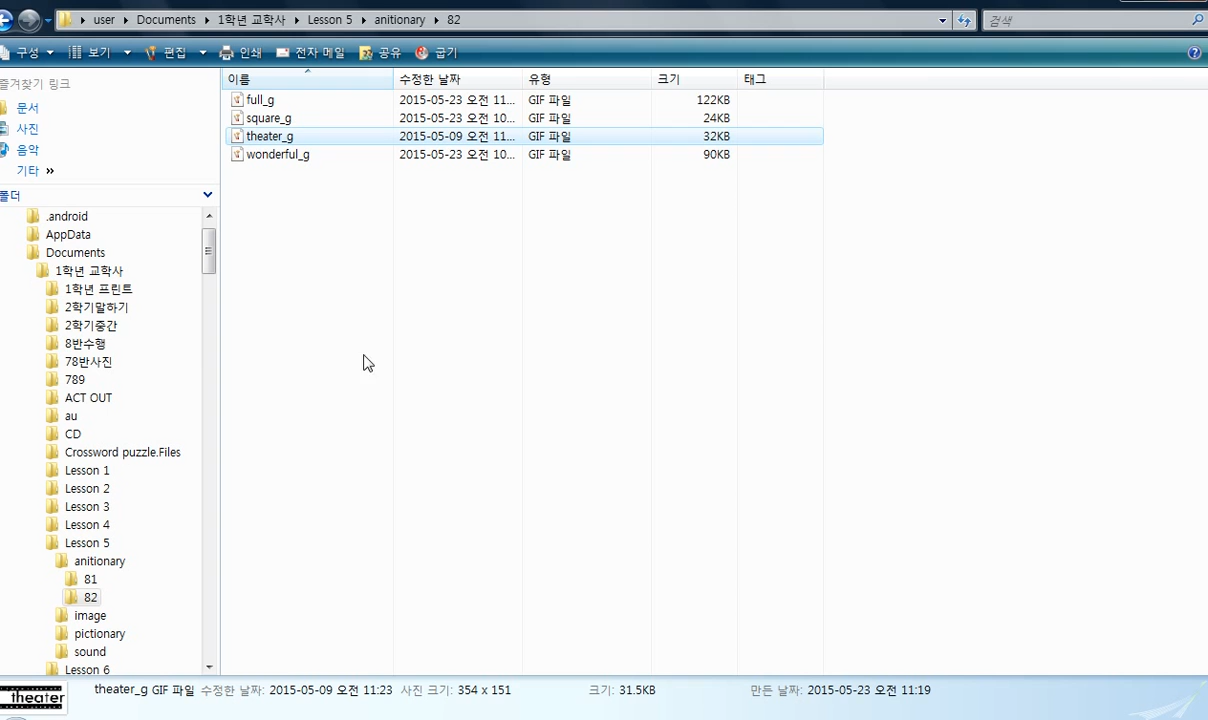 user ▸ Documents ▸ 1학년 교학사 ▸ Lesson 5 ▸ anitionary ▸ 82
검색
구성 보기 편집 인쇄 전자 메일 공유 굽기
즐겨찾기 링크
문서
사진
음악
기타 »
폴더
.android
AppData
Documents
1학년 교학사
1학년 프린트
2학기말하기
2학기중간
8반수행
78반사진
789
ACT OUT
au
CD
Crossword puzzle.Files
Lesson 1
Lesson 2
Lesson 3
Lesson 4
Lesson 5
anitionary
81
82
image
pictionary
sound
Lesson 6
이름 수정한 날짜 유형 크기 태그
full_g 2015-05-23 오전 11... GIF 파일 122KB
square_g 2015-05-23 오전 10... GIF 파일 24KB
theater_g 2015-05-09 오전 11... GIF 파일 32KB
wonderful_g 2015-05-23 오전 10... GIF 파일 90KB
theater
theater_g GIF 파일 수정한 날짜: 2015-05-09 오전 11:23 사진 크기: 354 x 151 크기: 31.5KB 만든 날짜: 2015-05-23 오전 11:19